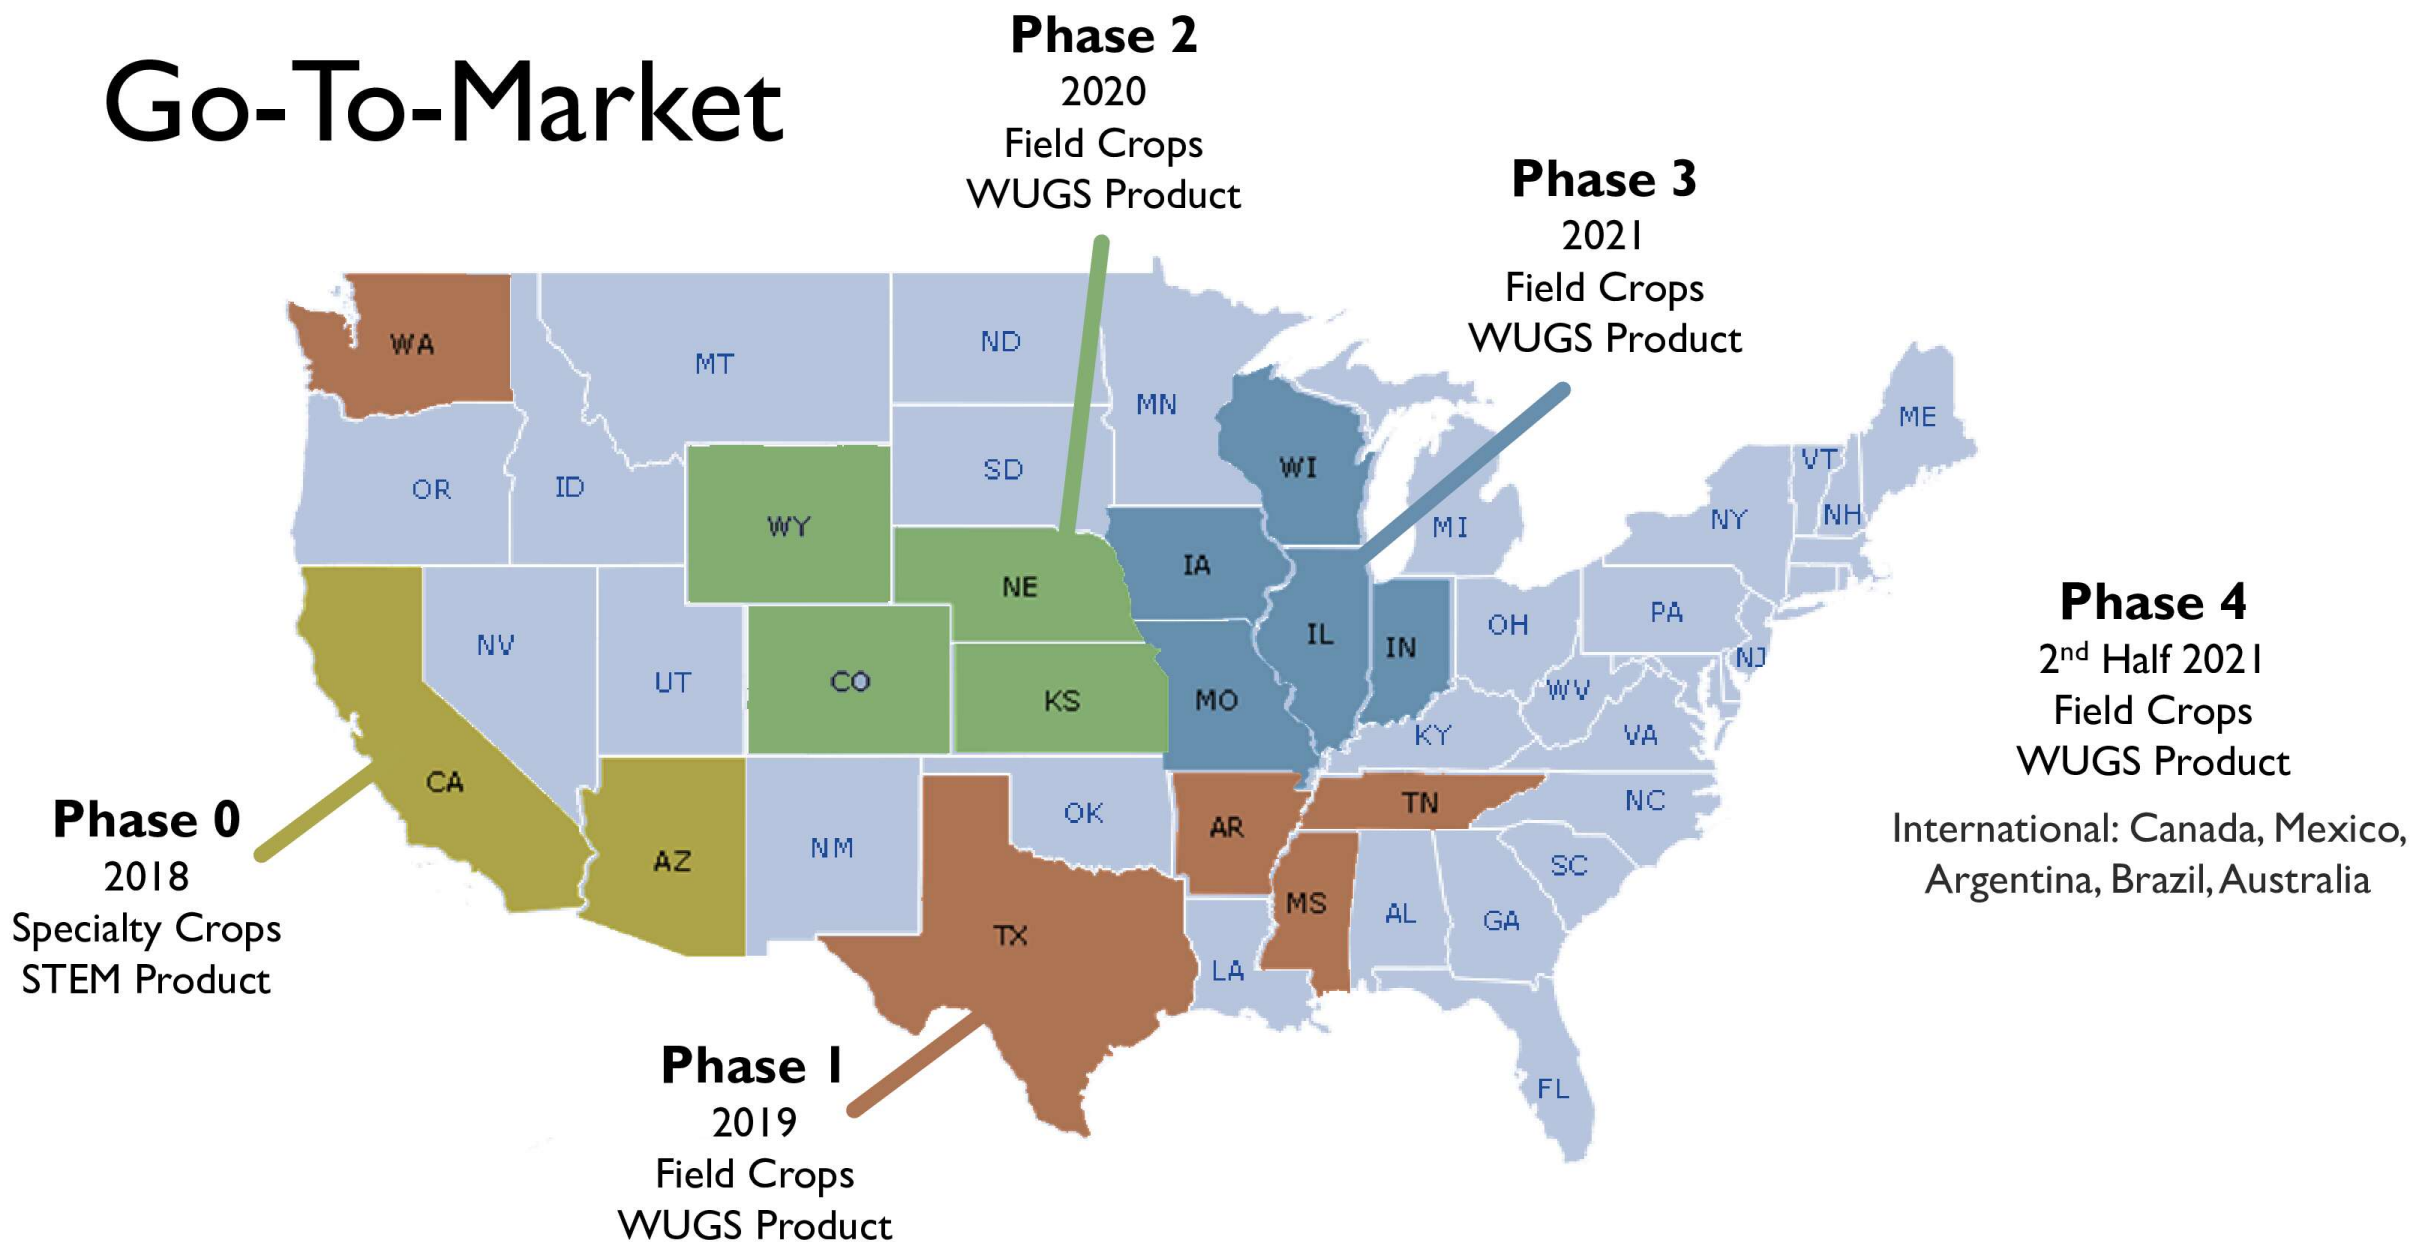 Go-To-Market
Phase 2
2020
Field Crops
WUGS Product
Phase 3
2021
Field Crops
WUGS Product
Phase 4
2nd Half 2021
Field Crops
WUGS Product
International: Canada, Mexico,
Argentina, Brazil, Australia
Phase 0
2018
Specialty Crops
STEM Product
Phase 1
2019
Field Crops
WUGS Product
WA
MT
ND
MN
ME
OR
ID
SD
WI
VT
WY
MI
NY
NH
NE
IA
NV
UT
CO
KS
MO
IL
IN
OH
PA
NJ
WV
KY
VA
CA
AZ
NM
OK
AR
TN
NC
TX
LA
MS
AL
GA
SC
FL